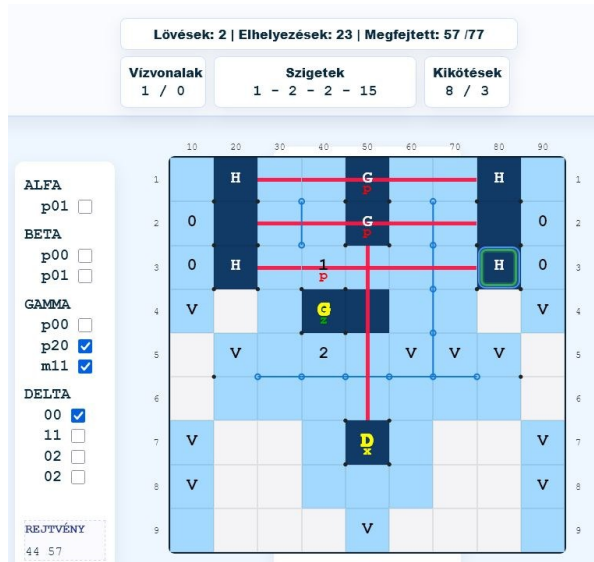 Lövések: 2 | Elhelyezések: 23 | Megfejtett: 57 /77
Vízvonalak
1 / 0
Szigetek
1 - 2 - 2 - 15
Kikötések
8 / 3
10 20 30 40 50 60 70 80 90
ALFA
p01
BETA
p00
p01
GAMMA
p00
p20
m11
DELTA
00
11
02
02
REJTVÉNY
44 57
1 H G H 1
p
2 0 G 0 2
p
3 0 H 1 H 0 3
p
4 V G V 4
z
5 V 2 V V V 5
6 6
7 V D V 7
x
8 V V 8
9 V 9